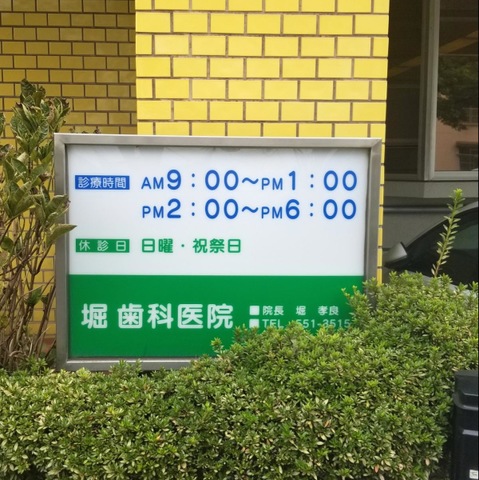 診療時間 AM9:00～PM1:00
PM2:00～PM6:00
休診日 日曜・祝祭日
堀歯科医院
■院長 堀 孝良
■TEL 551-3515